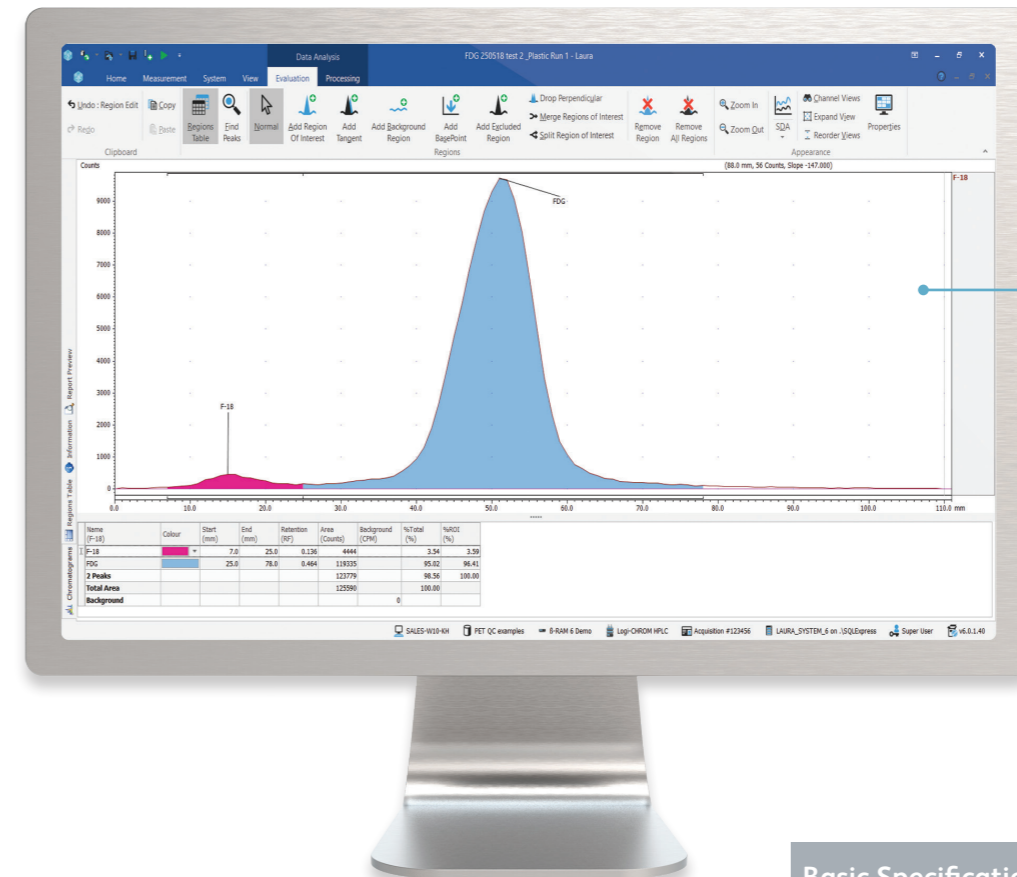 Data Analysis
FDG 250518 test 2 _Plastic Run 1 - Laura
Home Measurement System View Evaluation Processing
Undo : Region Edit
Redo
Copy
Paste
Clipboard
Regions Table
Find Peaks
Normal
Add Region Of Interest
Add Tangent
Add Background Region
Add BasePoint
Add Excluded Region
Drop Perpendicular
Merge Regions of Interest
Split Region of Interest
Remove Region
Remove All Regions
Regions
Zoom In
Zoom Out
SDA
Channel Views
Expand View
Reorder Views
Properties
Appearance
Counts
(88.0 mm, 56 Counts, Slope -147.000)
F-18
9000
8000
7000
6000
5000
4000
3000
2000
1000
0
FDG
F-18
0.0 10.0 20.0 30.0 40.0 50.0 60.0 70.0 80.0 90.0 100.0 110.0 mm
Report Preview
Information
Regions Table
Chromatograms
Name (F-18) Colour Start (mm) End (mm) Retention (RF) Area (Counts) Background (CPM) %Total (%) %ROI (%)
F-18 7.0 25.0 0.136 4444 3.54 3.59
FDG 25.0 78.0 0.464 119335 95.02 96.41
2 Peaks 123779 98.56 100.00
Total Area 125590 100.00
Background 0
SALES-W10-KH PET QC examples B-RAM 6 Demo Logi-CHROM HPLC Acquisition #123456 LAURA_SYSTEM_6 on .\SQLExpress Super User v6.0.1.40
Basic Specificatio